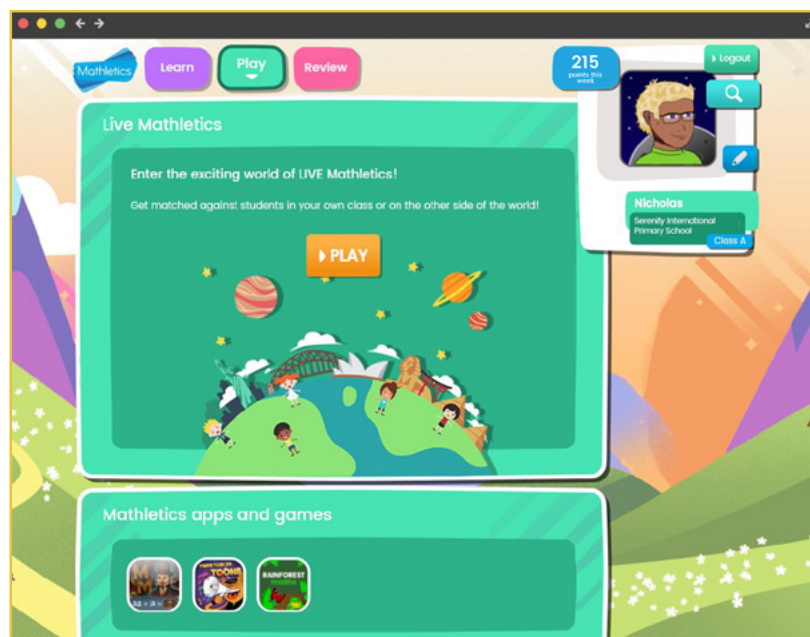 Mathletics
Learn
Play
Review
215
points this
week
Logout
Live Mathletics
Enter the exciting world of LIVE Mathletics!
Get matched against students in your own class or on the other side of the world!
PLAY
Nicholas
Serenity International
Primary School
Class A
Mathletics apps and games
TOONS
RAINFOREST
maths